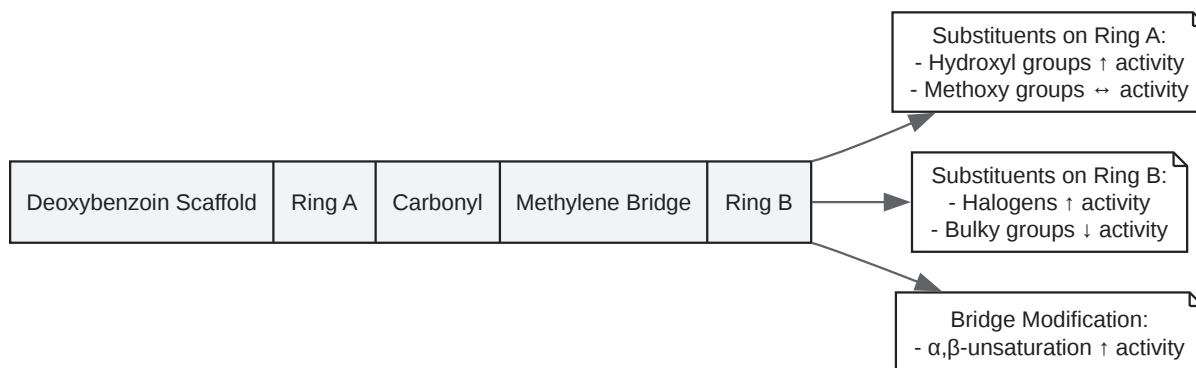 Deoxybenzoin Scaffold
Ring A
Carbonyl
Methylene Bridge
Ring B
Substituents on Ring A:
- Hydroxyl groups ↑ activity
- Methoxy groups ↔ activity
Substituents on Ring B:
- Halogens ↑ activity
- Bulky groups ↓ activity
Bridge Modification:
- α,β-unsaturation ↑ activity